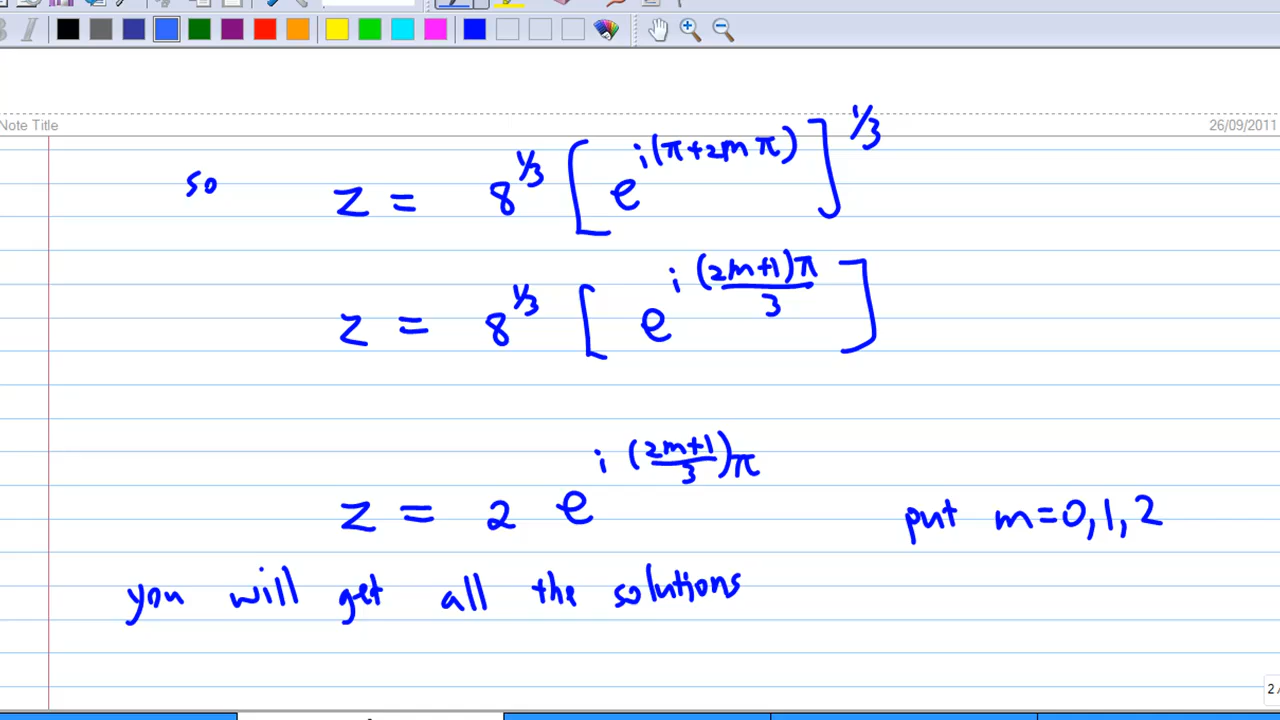 Note Title
26/09/2011
so z = 8^{1/3} [ e^{i(π+2mπ)} ]^{1/3}
z = 8^{1/3} [ e^{i (2m+1)π/3} ]
z = 2 e^{i ((2m+1)/3)π} put m=0,1,2
you will get all the solutions
2/